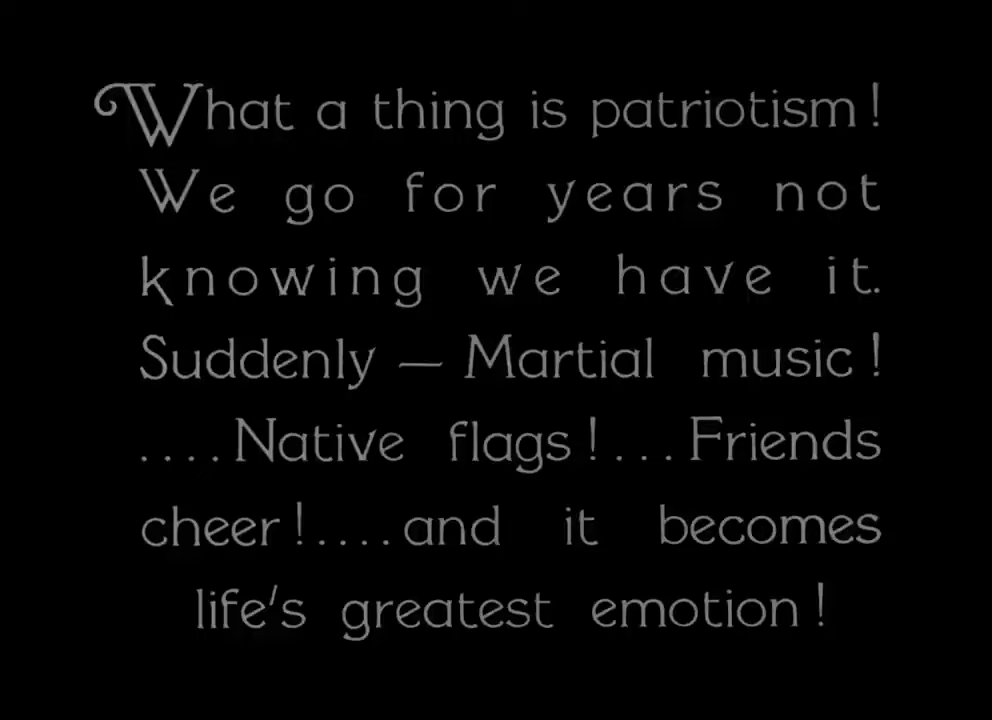 What a thing is patriotism!
We go for years not
knowing we have it.
Suddenly — Martial music!
....Native flags!...Friends
cheer!....and it becomes
life's greatest emotion!